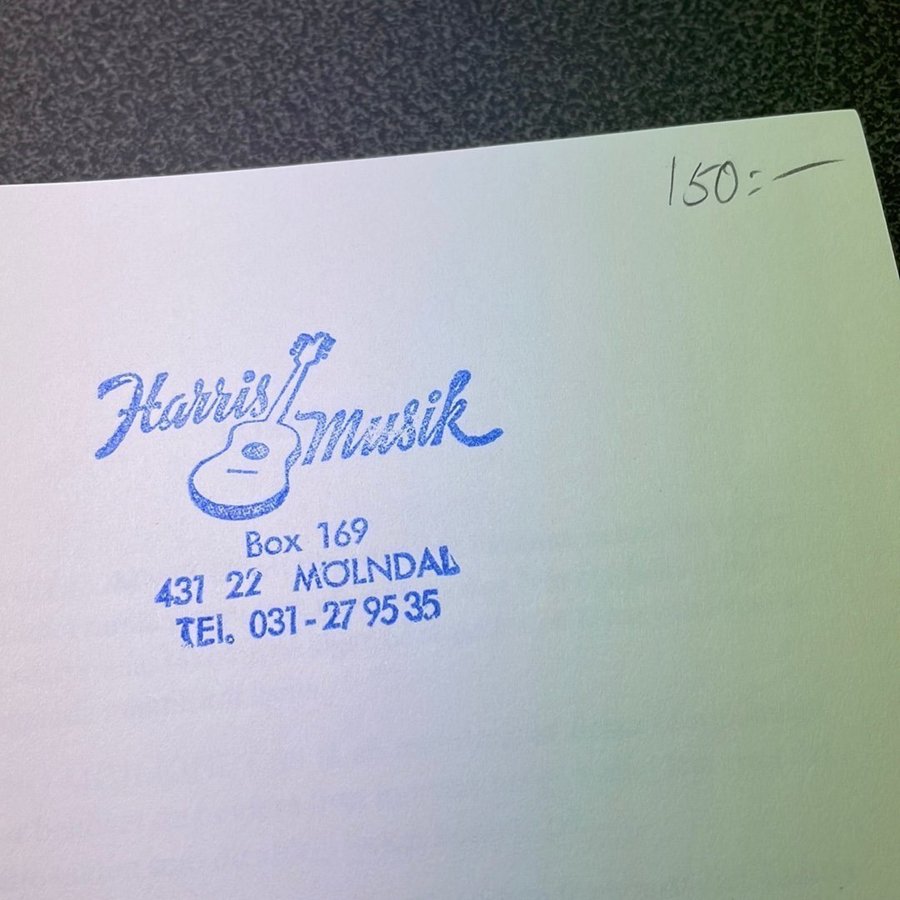 150:-
Harris Musik
Box 169
431 22 MÖLNDAL
TEL. 031-27 95 35